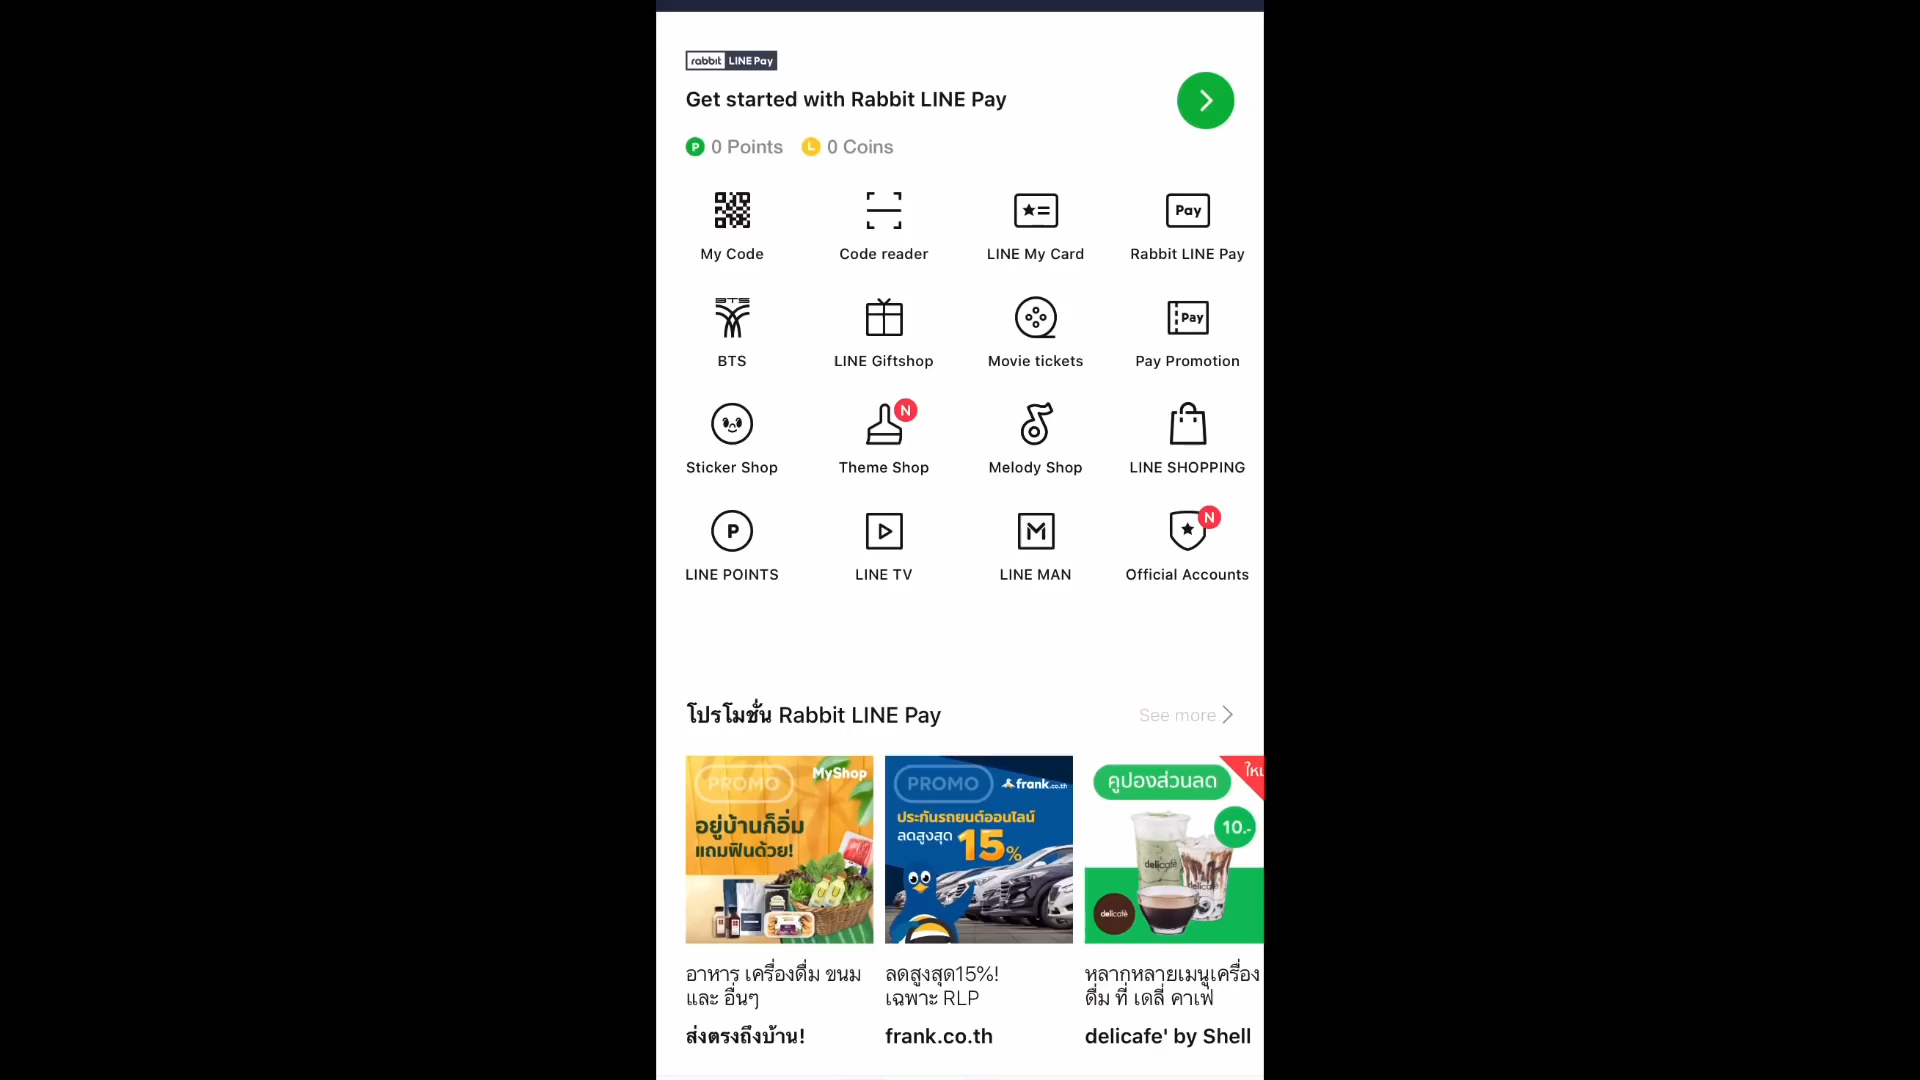 rabbit LINE Pay
Get started with Rabbit LINE Pay
P 0 Points L 0 Coins
My Code
Code reader
LINE My Card
Pay
Rabbit LINE Pay
BTS
BTS
LINE Giftshop
Movie tickets
Pay
Pay Promotion
Sticker Shop
N
Theme Shop
Melody Shop
LINE SHOPPING
P
LINE POINTS
LINE TV
M
LINE MAN
N
Official Accounts
โปรโมชั่น Rabbit LINE Pay
See more
PROMO MyShop
อยู่บ้านก็อิ่ม
แถมฟินด้วย!
PROMO frank.co.th
ประกันรถยนต์ออนไลน์
ลดสูงสุด 15%
คูปองส่วนลด
10.-
delicafé
delicafé
delicafé
อาหาร เครื่องดื่ม ขนม
และ อื่นๆ
ส่งตรงถึงบ้าน!
ลดสูงสุด15%!
เฉพาะ RLP
frank.co.th
หลากหลายเมนูเครื่อง
ดื่ม ที่ เดลี่ คาเฟ่
delicafe' by Shell